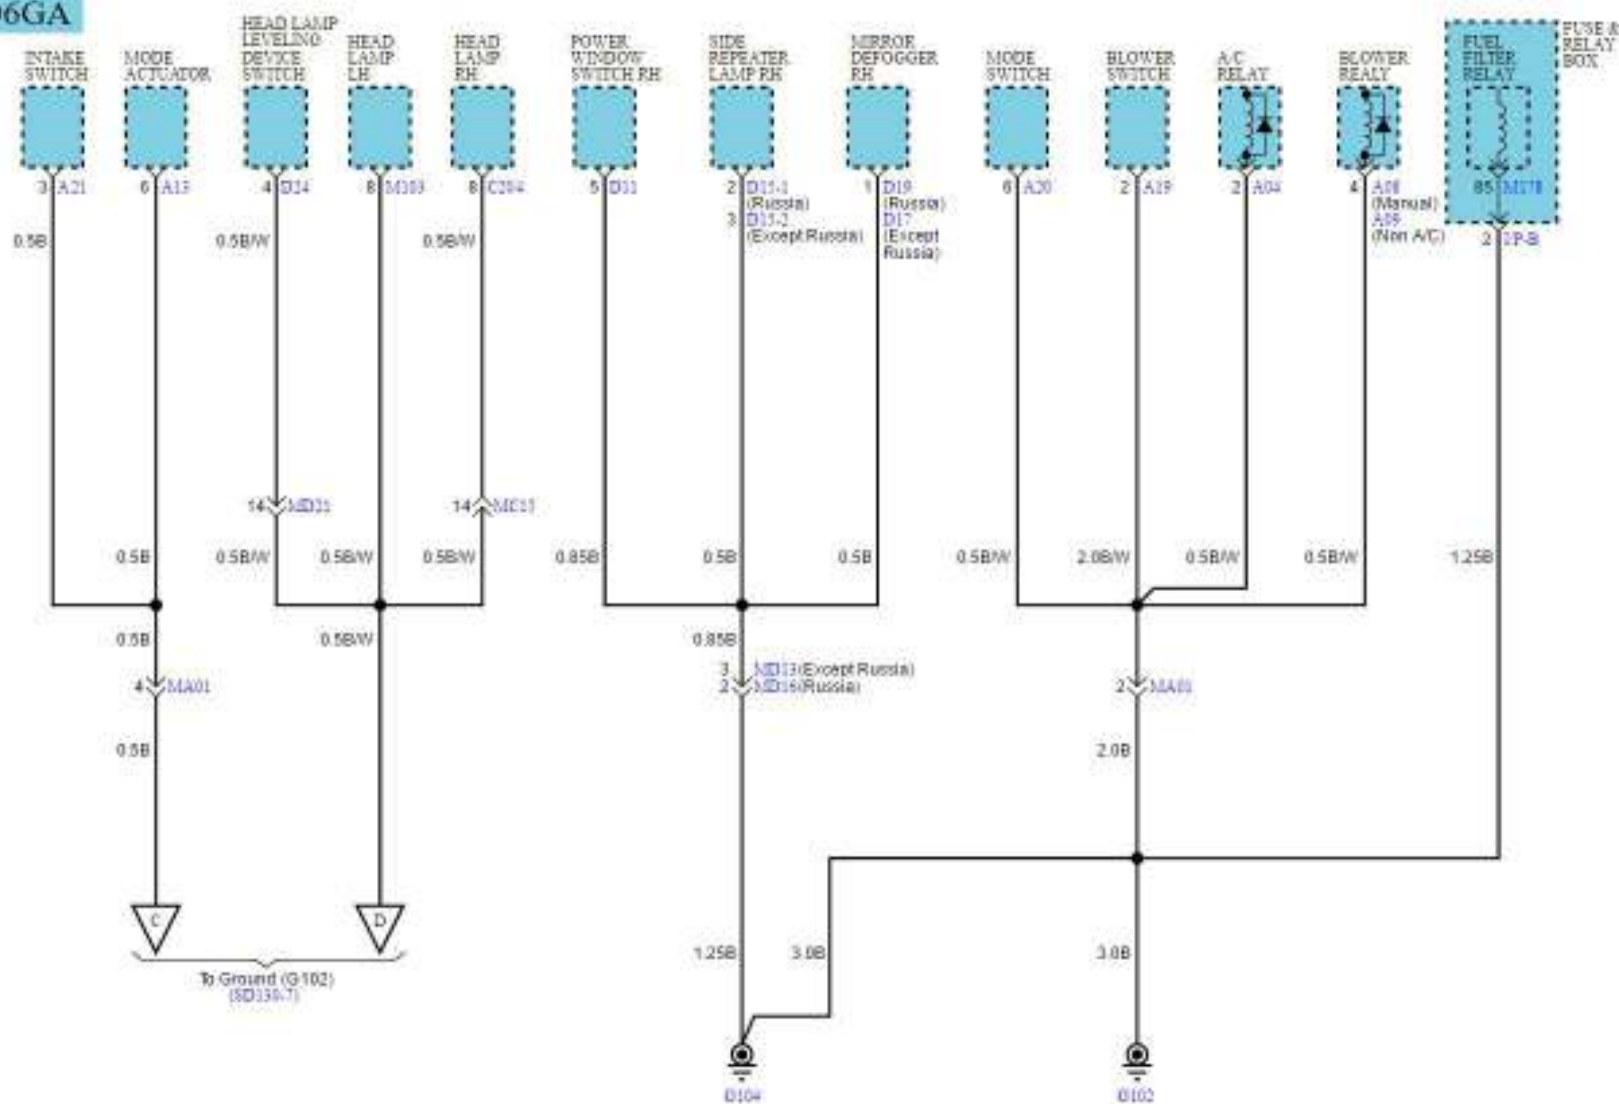 06GA
INTAKE
SWITCH
MODE
ACTUATOR
HEAD LAMP
LEVELING
DEVICE
SWITCH
HEAD
LAMP
LH
HEAD
LAMP
RH
POWER
WINDOW
SWITCH RH
SIDE
REPEATER
LAMP RH
MIRROR
DEFOGGER
RH
MODE
SWITCH
BLOWER
SWITCH
A/C
RELAY
BLOWER
REALY
FUEL
FILTER
RELAY
FUSE &
RELAY
BOX
3 A21
6 A13
4 D24
8 M103
8 C204
5 D11
2 D15-1
(Russia)
3 D15-2
(Except Russia)
1 D19
(Russia)
D17
(Except
Russia)
6 A20
2 A19
2 A04
4 A08
(Manual)
A09
(Non A/C)
85 M178
2 I/P-B
0.5B
0.5B/W
0.5B/W
14 MD21
14 MC13
0.5B
0.5B/W
0.5B/W
0.5B/W
0.85B
0.5B
0.5B
0.5B/W
2.0B/W
0.5B/W
0.5B/W
1.25B
0.5B
0.5B/W
0.85B
3 MD13(Except Russia)
4 MA01
2 MD16(Russia)
2 MA01
0.5B
2.0B
C
D
1.25B
3.0B
3.0B
To Ground (G102)
(SD130-7)
G104
G102